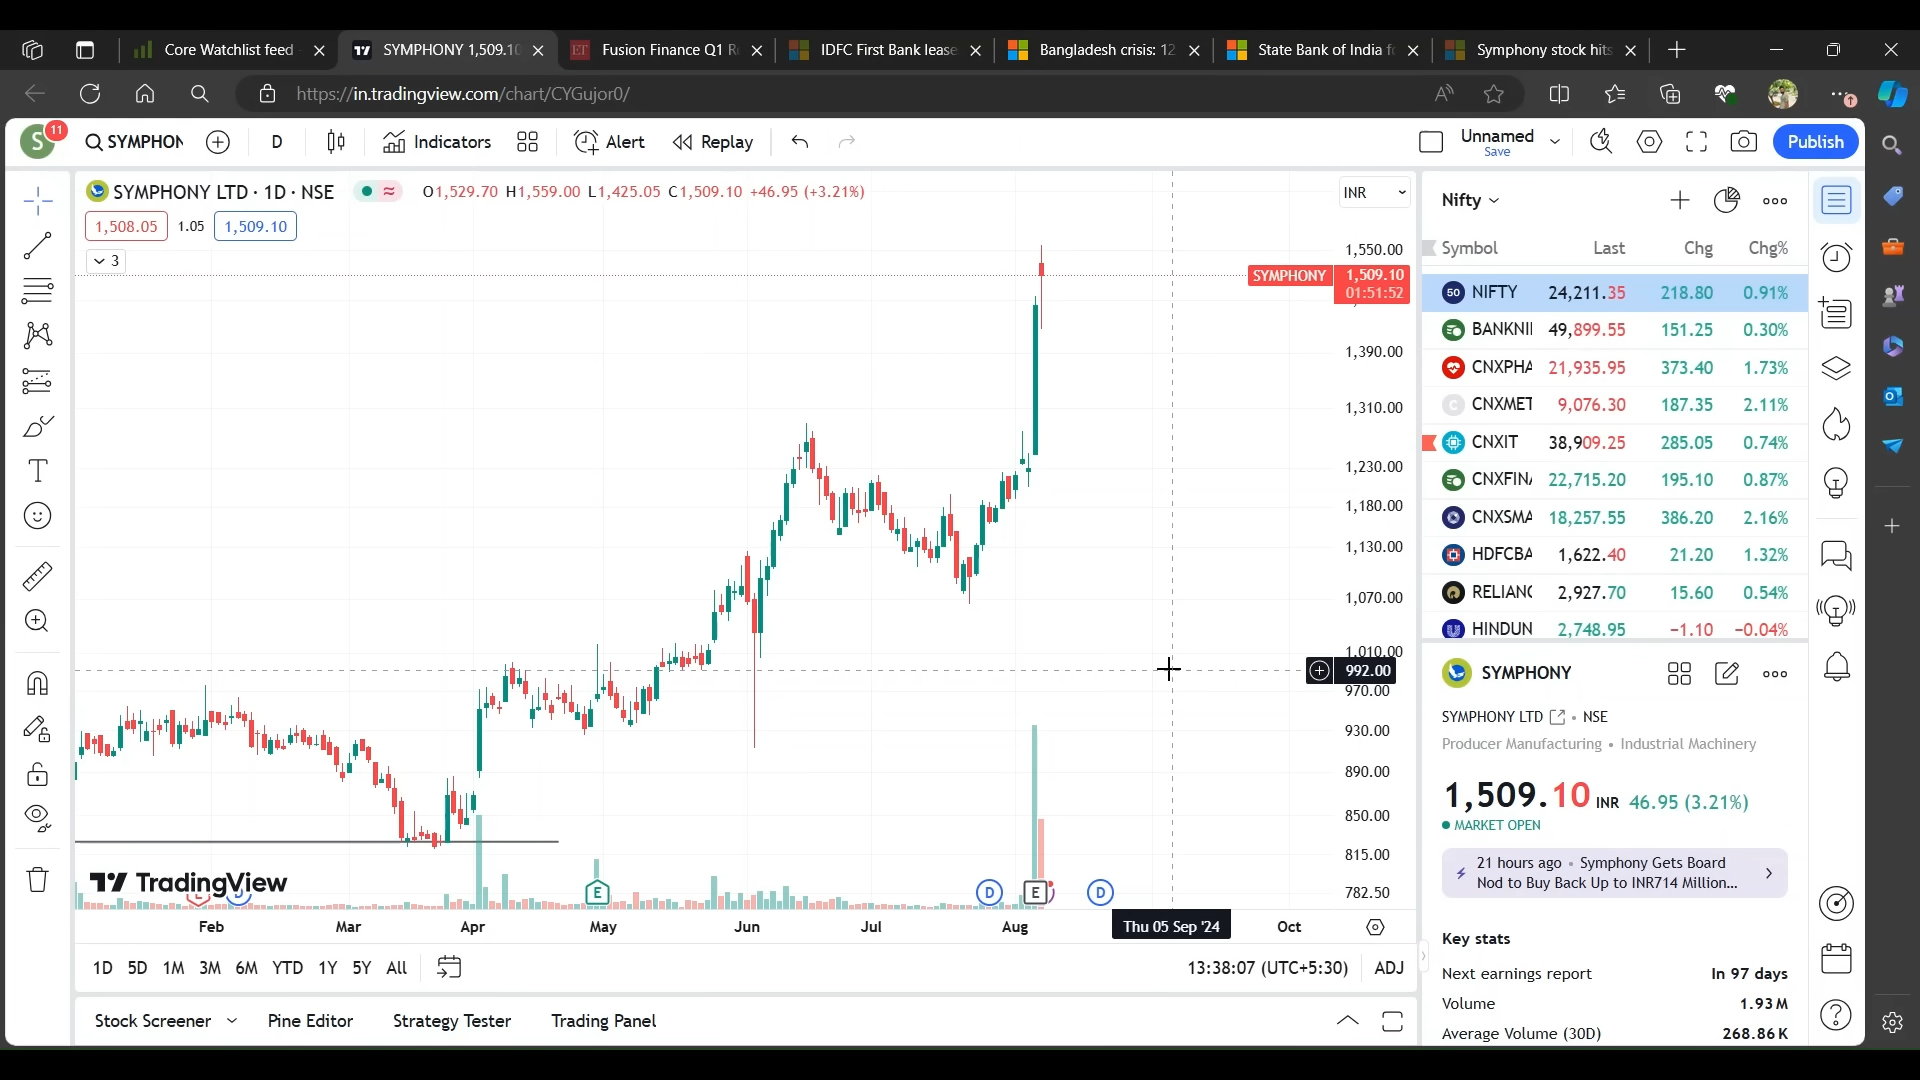 Core Watchlist feed
SYMPHONY 1,509.10
Fusion Finance Q1 R
IDFC First Bank lease
Bangladesh crisis: 12
State Bank of India f
Symphony stock hits
https://in.tradingview.com/chart/CYGujor0/
S 11
SYMPHON
D
Indicators
Alert
Replay
Unnamed
Save
Publish
SYMPHONY LTD · 1D · NSE
O1,529.70 H1,559.00 L1,425.05 C1,509.10 +46.95 (+3.21%)
INR
1,508.05 1.05 1,509.10
3
1,550.00
SYMPHONY 1,509.10
01:51:52
1,390.00
1,310.00
1,230.00
1,180.00
1,130.00
1,070.00
1,010.00
992.00
970.00
930.00
890.00
850.00
815.00
782.50
TradingView
E
D
E
D
Feb Mar Apr May Jun Jul Aug Thu 05 Sep '24 Oct
1D 5D 1M 3M 6M YTD 1Y 5Y All
13:38:07 (UTC+5:30) ADJ
Stock Screener Pine Editor Strategy Tester Trading Panel
Nifty
Symbol Last Chg Chg%
50 NIFTY 24,211.35 218.80 0.91%
BANKNI 49,899.55 151.25 0.30%
CNXPHA 21,935.95 373.40 1.73%
C CNXMET 9,076.30 187.35 2.11%
CNXIT 38,909.25 285.05 0.74%
CNXFIN 22,715.20 195.10 0.87%
CNXSMA 18,257.55 386.20 2.16%
HDFCBA 1,622.40 21.20 1.32%
RELIANC 2,927.70 15.60 0.54%
HINDUN 2,748.95 −1.10 −0.04%
SYMPHONY
SYMPHONY LTD • NSE
Producer Manufacturing • Industrial Machinery
1,509.10 INR 46.95 (3.21%)
MARKET OPEN
21 hours ago • Symphony Gets Board
Nod to Buy Back Up to INR714 Million...
Key stats
Next earnings report In 97 days
Volume 1.93 M
Average Volume (30D) 268.86 K